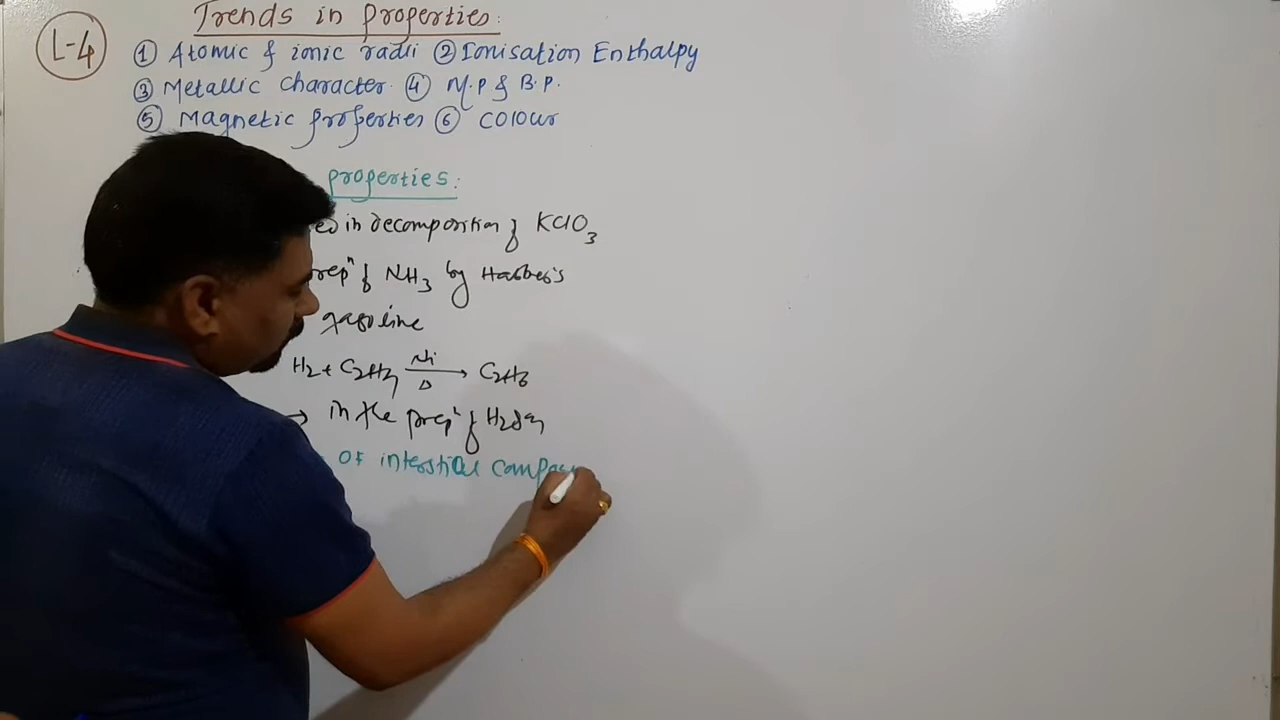 Trends in properties:
L-4
① Atomic & ionic radii ② Ionisation Enthalpy
③ Metallic character ④ M.P & B.P.
⑤ Magnetic properties ⑥ Colour
properties:
in decomposition of KClO3
prepn of NH3 by Haber's
gasoline
H2 + C2H4 Ni Δ → C2H6
→ in the prepn of H2SO4
of interstitial